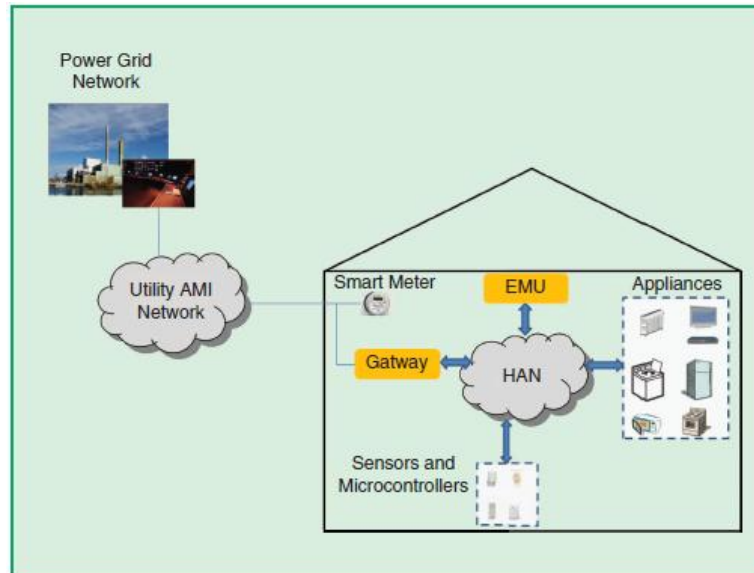 Power Grid
Network
Utility AMI
Network
Smart Meter
EMU
Appliances
Gatway
HAN
Sensors and
Microcontrollers